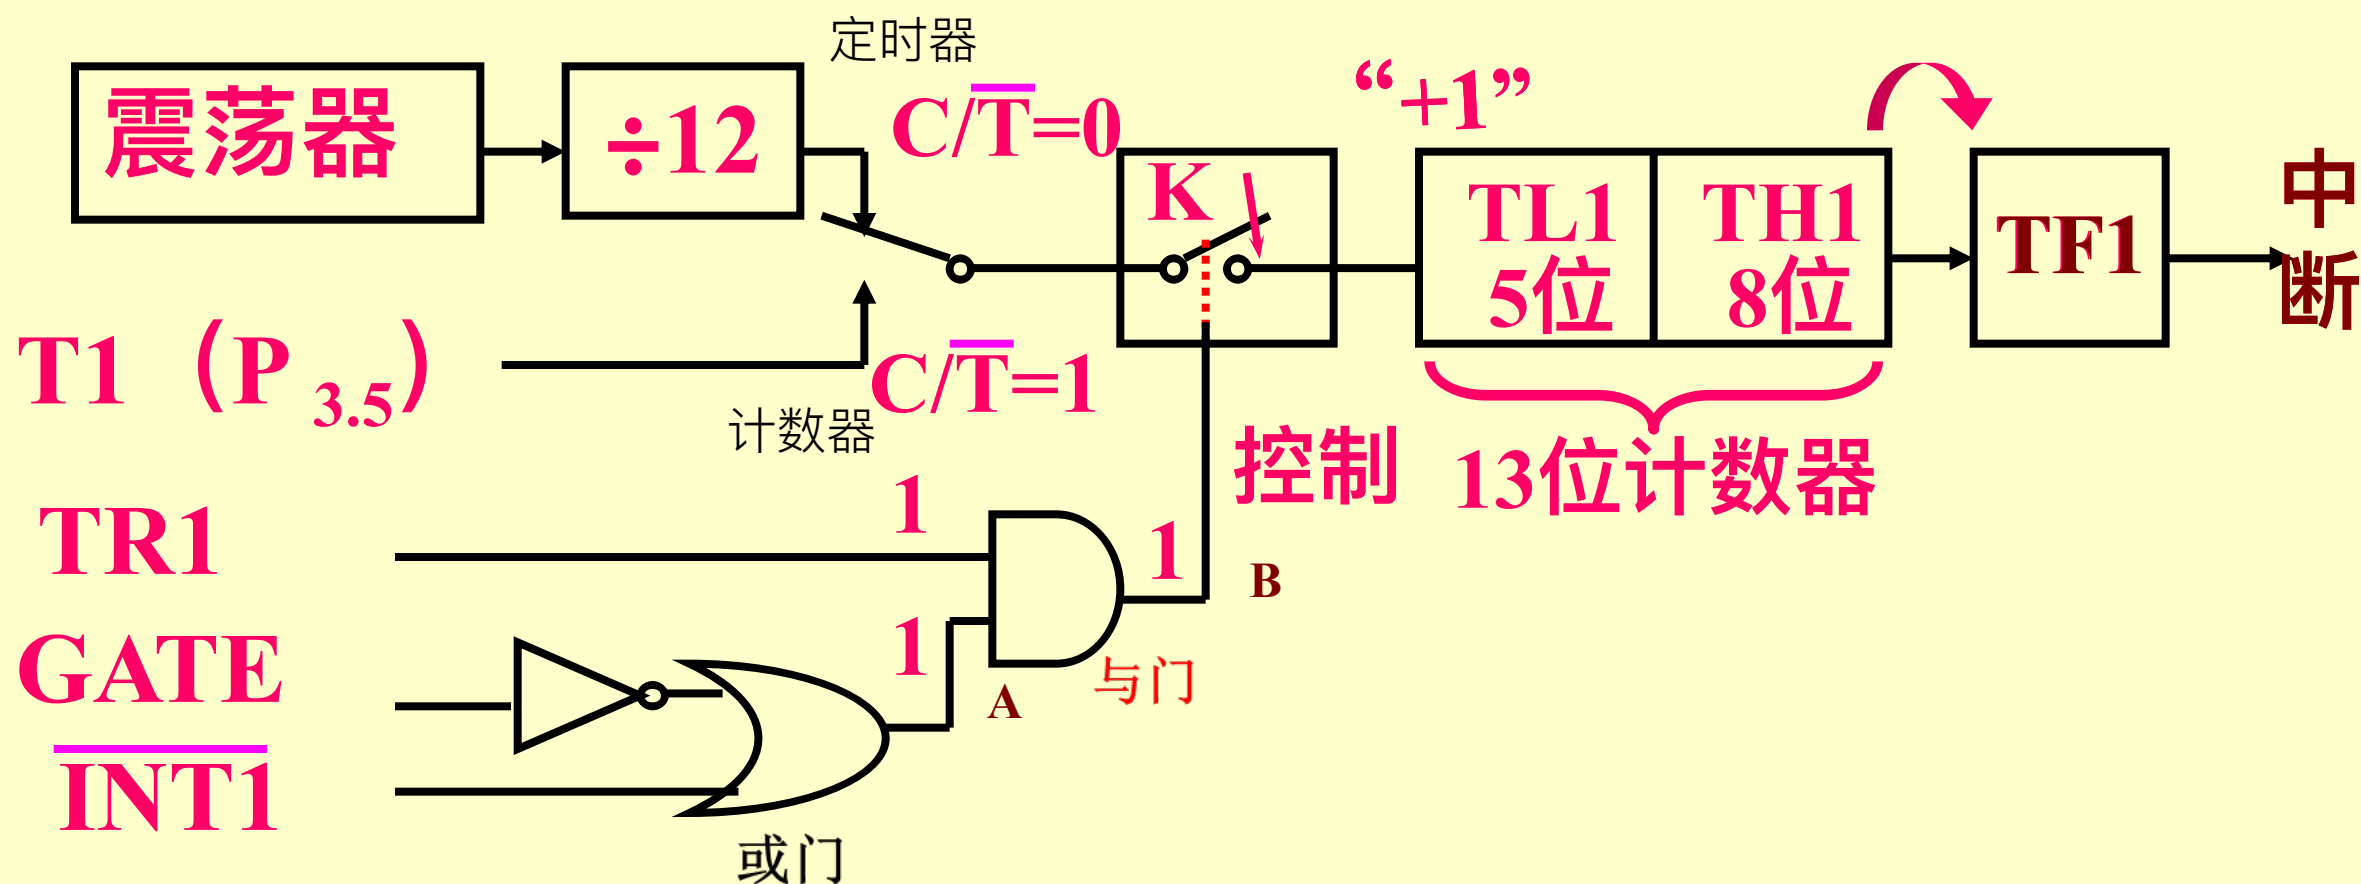 定时器
震荡器
÷12
C/T=0
“+1”
K
TL1
5位
TH1
8位
TF1
中断
T1（P 3.5）
C/T=1
计数器
控制
13位计数器
TR1
1
1
B
GATE
1
A
与门
INT1
或门